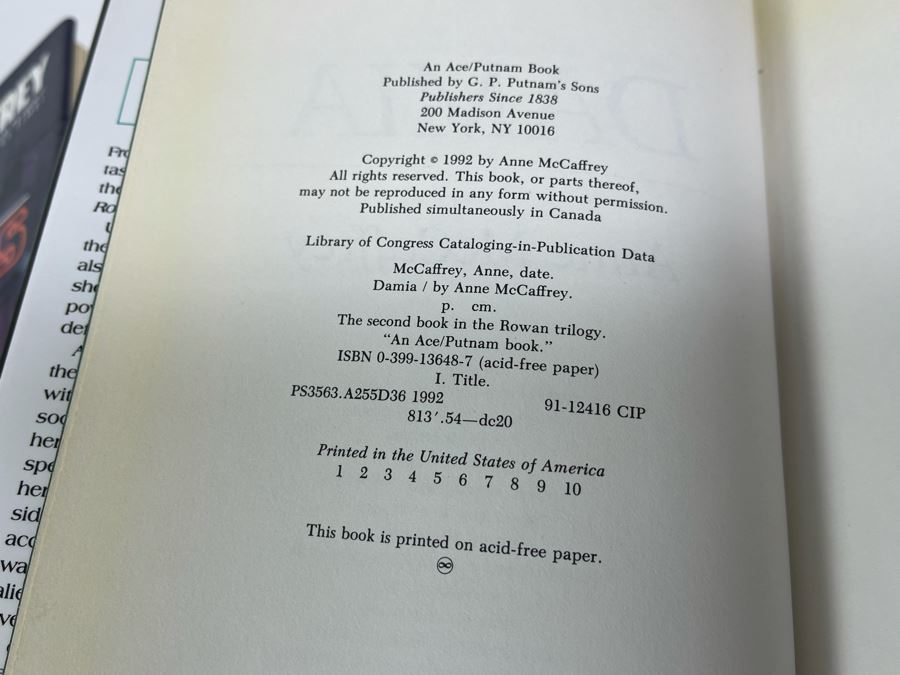 An Ace/Putnam Book
Published by G. P. Putnam's Sons
Publishers Since 1838
200 Madison Avenue
New York, NY 10016
Copyright © 1992 by Anne McCaffrey
All rights reserved. This book, or parts thereof,
may not be reproduced in any form without permission.
Published simultaneously in Canada
Library of Congress Cataloging-in-Publication Data
McCaffrey, Anne, date.
Damia / by Anne McCaffrey.
p. cm.
The second book in the Rowan trilogy.
"An Ace/Putnam book."
ISBN 0-399-13648-7 (acid-free paper)
I. Title.
PS3563.A255D36 1992 91-12416 CIP
813'.54—dc20
Printed in the United States of America
1 2 3 4 5 6 7 8 9 10
This book is printed on acid-free paper.